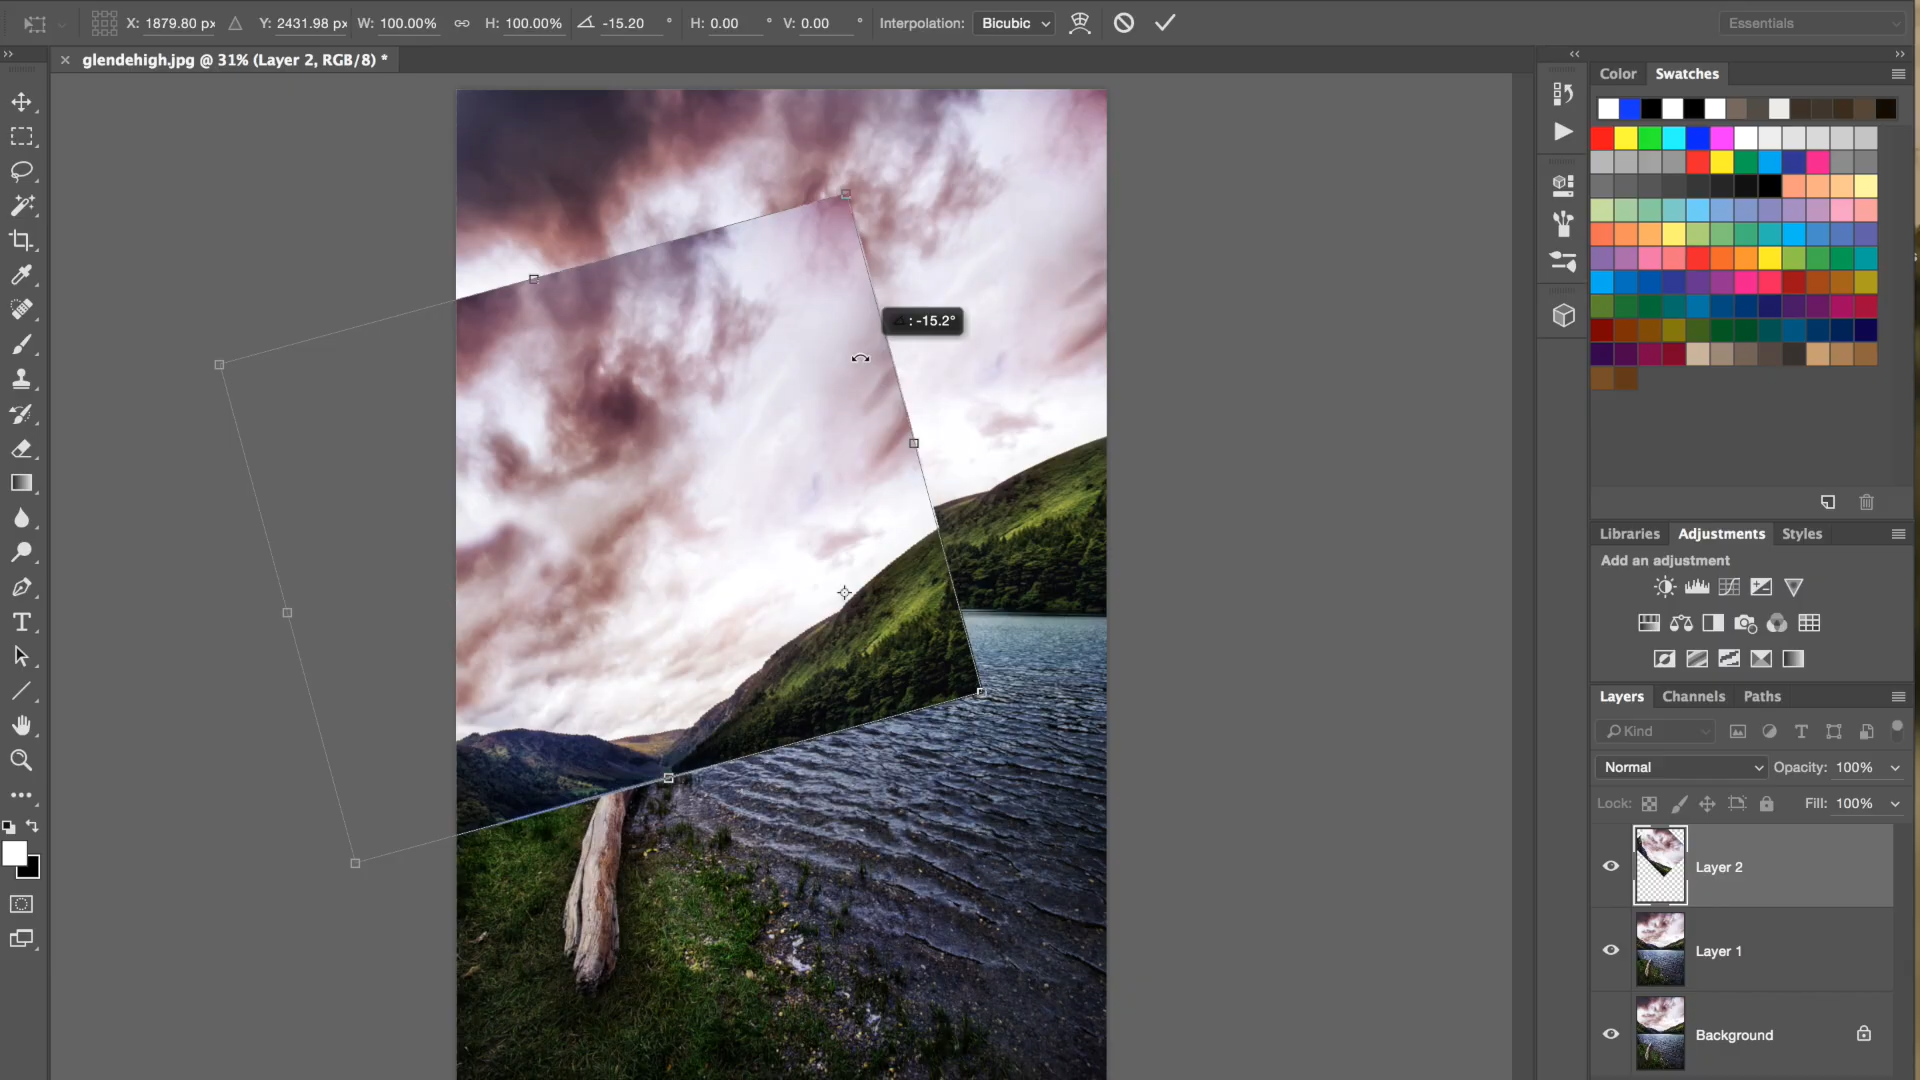 X: 1879.80 px Y: 2431.98 px W: 100.00% H: 100.00% -15.20 ° H: 0.00 ° V: 0.00 ° Interpolation: Bicubic Essentials
glendehigh.jpg @ 31% (Layer 2, RGB/8) *
Color Swatches
: -15.2°
Libraries Adjustments Styles
Add an adjustment
Layers Channels Paths
Kind
Normal Opacity: 100%
Lock: Fill: 100%
Layer 2
Layer 1
Background